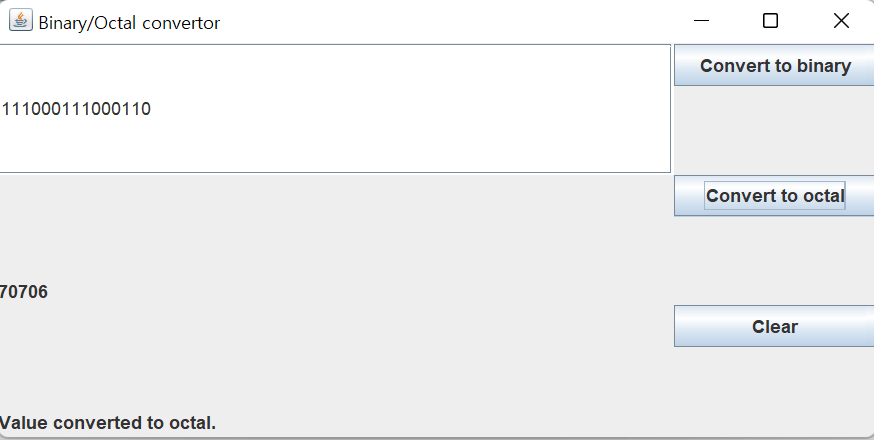 Binary/Octal convertor
Convert to binary
111000111000110
Convert to octal
70706
Clear
Value converted to octal.